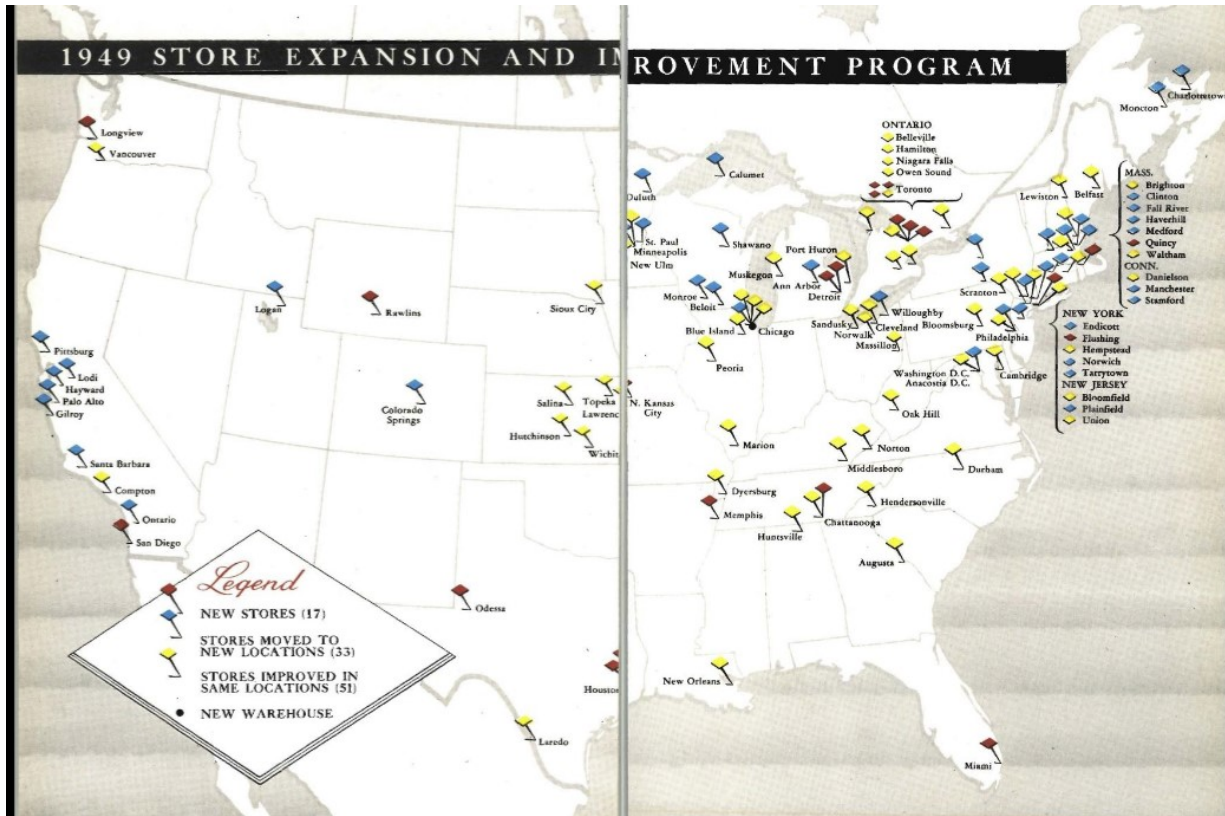 1949 STORE EXPANSION AND IM
ROVEMENT PROGRAM
Longview
Vancouver
Logan
Rawlins
Sioux City
Pittsburg
Lodi
Hayward
Palo Alto
Gilroy
Colorado
Springs
Salina
Topeka
Lawrenc
Hutchinson
Wichit
Santa Barbara
Compton
Ontario
San Diego
Odessa
Housto
Laredo
Legend
NEW STORES (17)
STORES MOVED TO
NEW LOCATIONS (33)
STORES IMPROVED IN
SAME LOCATIONS (51)
NEW WAREHOUSE
Moncton
Charlottetown
ONTARIO
Belleville
Hamilton
Niagara Falls
Owen Sound
Toronto
Duluth
Calumet
St. Paul
Minneapolis
New Ulm
Shawano
Port Huron
Muskegon
Ann Arbor
Detroit
Monroe
Beloit
Blue Island
Chicago
Peoria
Sandusky
Norwalk
Willoughby
Cleveland
Massillon
Lewiston
Belfast
Scranton
Bloomsburg
Philadelphia
Washington D.C.
Anacostia D.C.
Cambridge
MASS.
Brighton
Clinton
Fall River
Haverhill
Medford
Quincy
Waltham
CONN.
Danielson
Manchester
Stamford
NEW YORK
Endicott
Flushing
Hempstead
Norwich
Tarrytown
NEW JERSEY
Bloomfield
Plainfield
Union
N. Kansas
City
Oak Hill
Marion
Norton
Middlesboro
Durham
Dyersburg
Memphis
Hendersonville
Chattanooga
Huntsville
Augusta
New Orleans
Miami